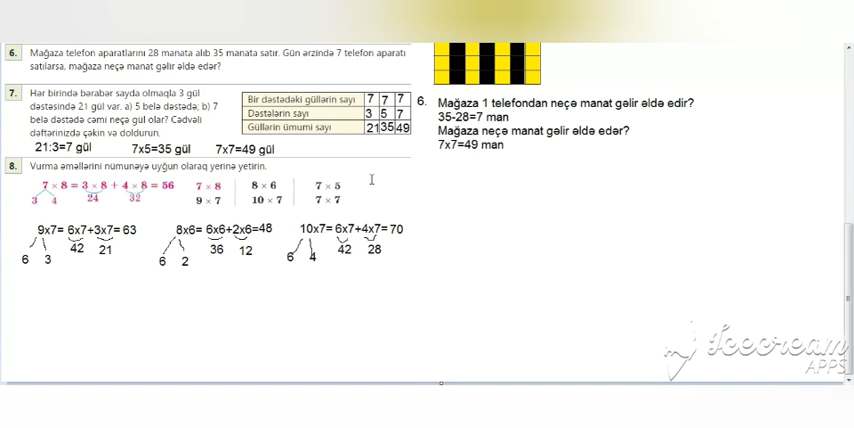 6. Mağaza telefon aparatlarını 28 manata alıb 35 manata satır. Gün ərzində 7 telefon aparatı
satılarsa, mağaza neçə manat gəlir əldə edər?
7. Hər birində bərabər sayda olmaqla 3 gül
dəstəsində 21 gül var. a) 5 belə dəstədə; b) 7
belə dəstədə cəmi neçə gül olar? Cədvəli
dəftərinizdə çəkin və doldurun.
Bir dəstədəki güllərin sayı 7 7 7
Dəstələrin sayı 3 5 7
Güllərin ümumi sayı 21 35 49
21:3=7 gül 7x5=35 gül 7x7=49 gül
8. Vurma əməllərini nümunəyə uyğun olaraq yerinə yetirin.
7 × 8 = 3 × 8 + 4 × 8 = 56
3 4 24 32
7 × 8 8 × 6 7 × 5
9 × 7 10 × 7 7 × 7
9x7= 6x7+3x7= 63
6 3 42 21
8x6= 6x6+2x6=48
6 2 36 12
10x7= 6x7+4x7= 70
6 4 42 28
6. Mağaza 1 telefondan neçə manat gəlir əldə edir?
35-28=7 man
Mağaza neçə manat gəlir əldə edər?
7x7=49 man
Icecream
APPS